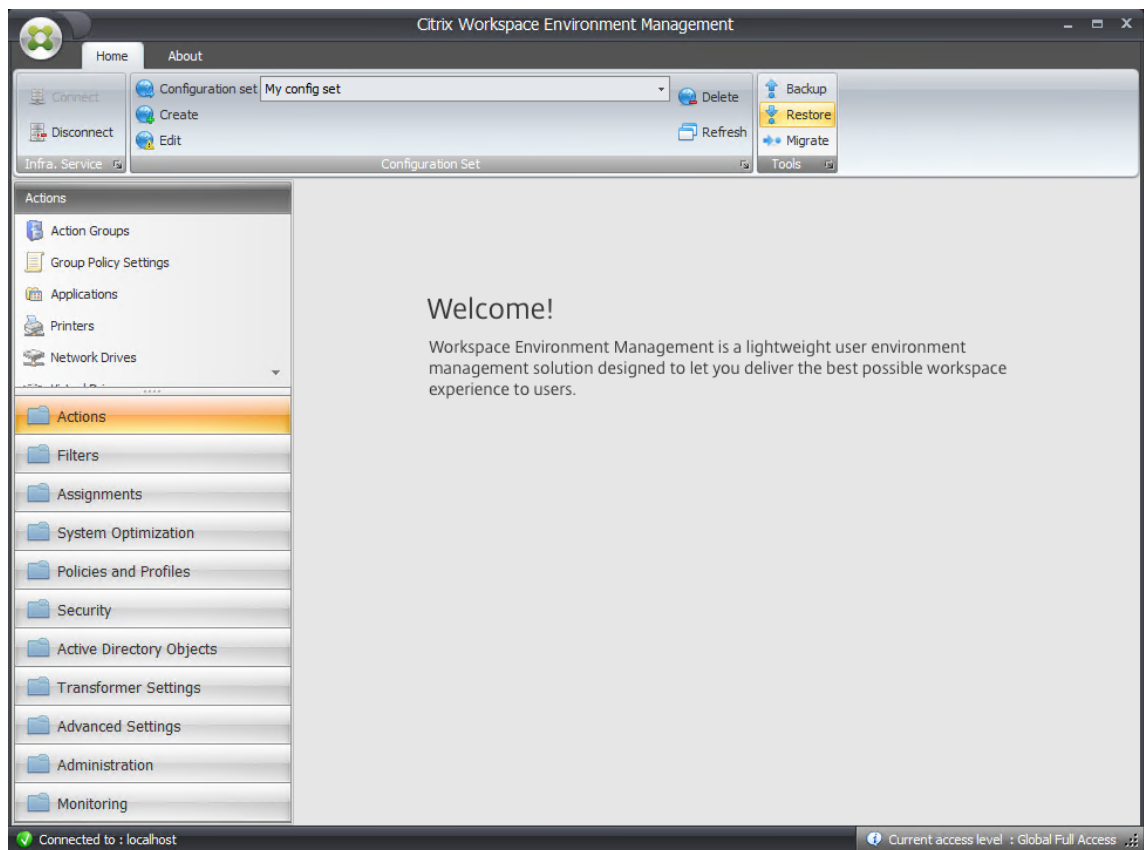 Citrix Workspace Environment Management
Home About
Connect
Disconnect
Infra. Service
Configuration set My config set
Create
Edit
Delete
Refresh
Configuration Set
Backup
Restore
Migrate
Tools
Actions
Action Groups
Group Policy Settings
Applications
Printers
Network Drives
Actions
Filters
Assignments
System Optimization
Policies and Profiles
Security
Active Directory Objects
Transformer Settings
Advanced Settings
Administration
Monitoring
Welcome!
Workspace Environment Management is a lightweight user environment
management solution designed to let you deliver the best possible workspace
experience to users.
Connected to : localhost
Current access level : Global Full Access